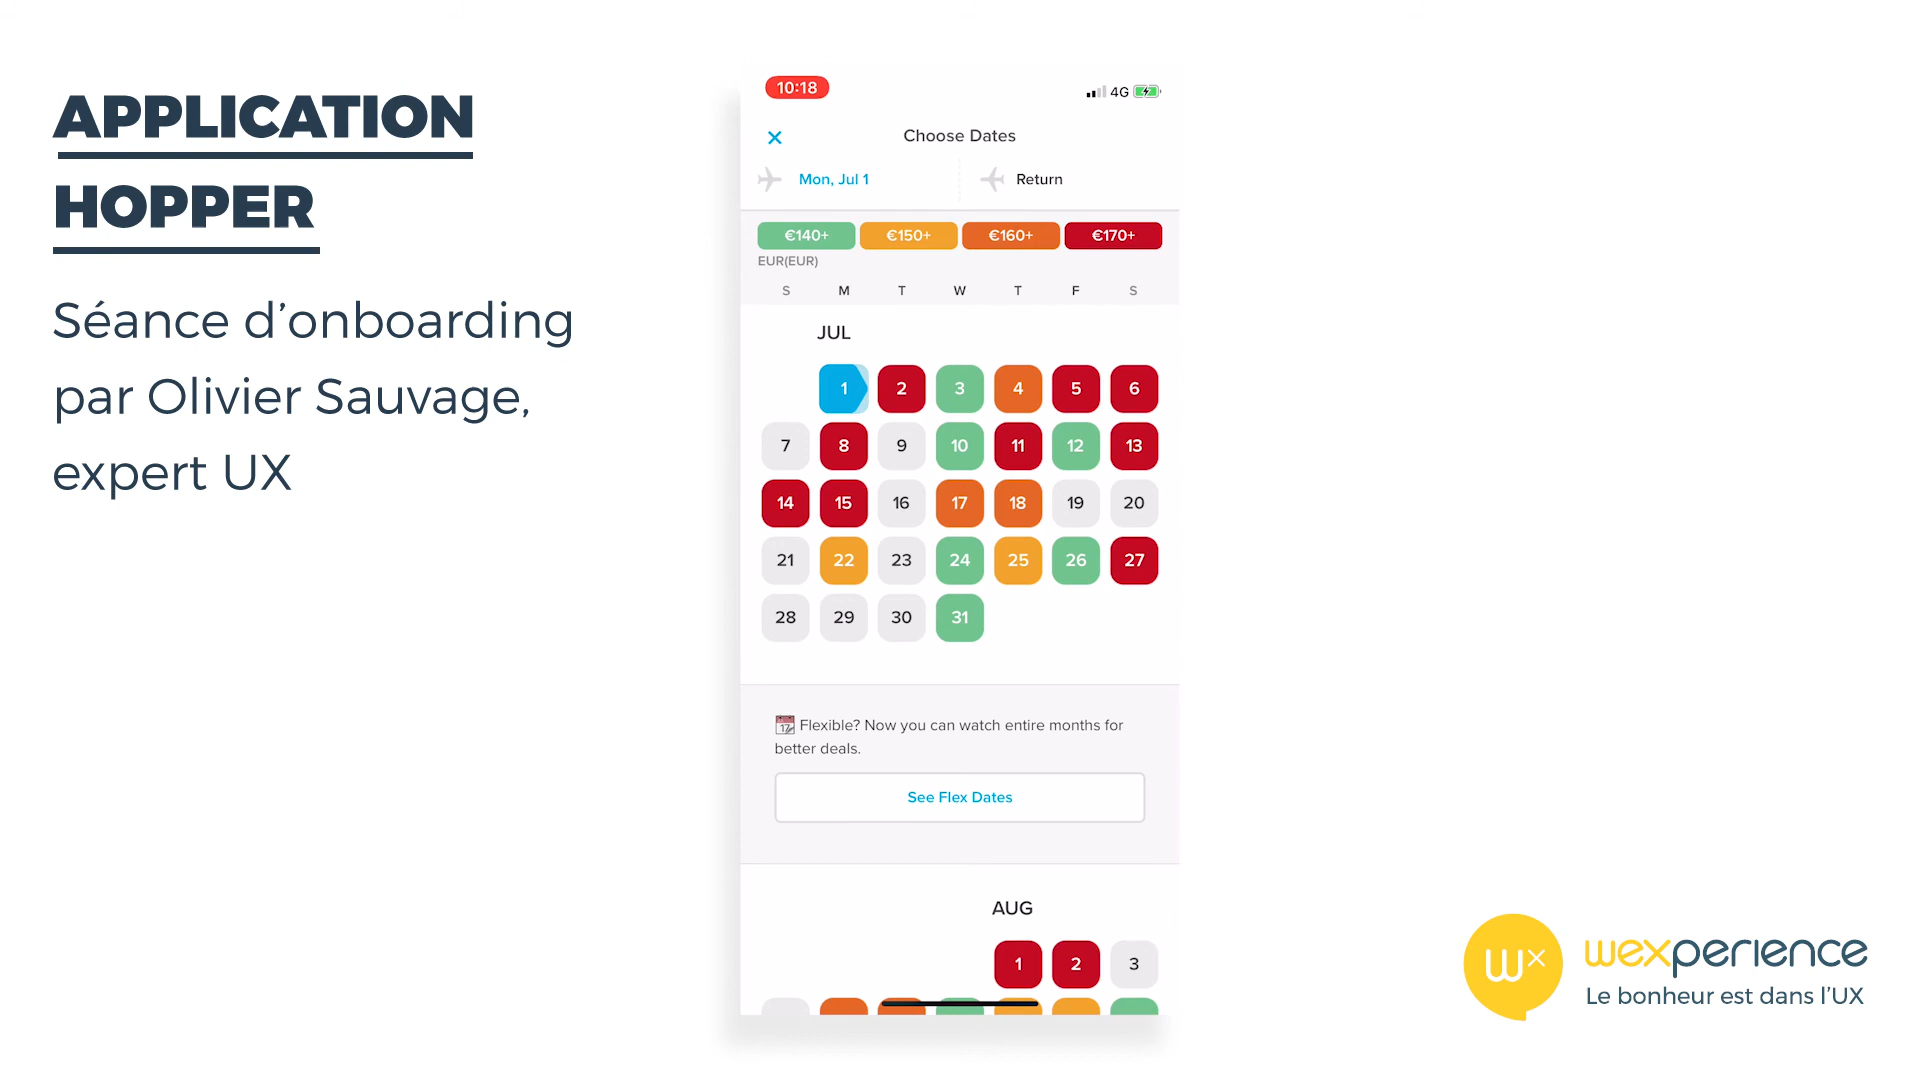 APPLICATION
HOPPER
Séance d’onboarding
par Olivier Sauvage,
expert UX
10:18
4G
Choose Dates
Mon, Jul 1
Return
€140+ €150+ €160+ €170+
EUR(EUR)
S M T W T F S
JUL
1 2 3 4 5 6
7 8 9 10 11 12 13
14 15 16 17 18 19 20
21 22 23 24 25 26 27
28 29 30 31
17 Flexible? Now you can watch entire months for
better deals.
See Flex Dates
AUG
1 2 3
wx
wexperience
Le bonheur est dans l’UX